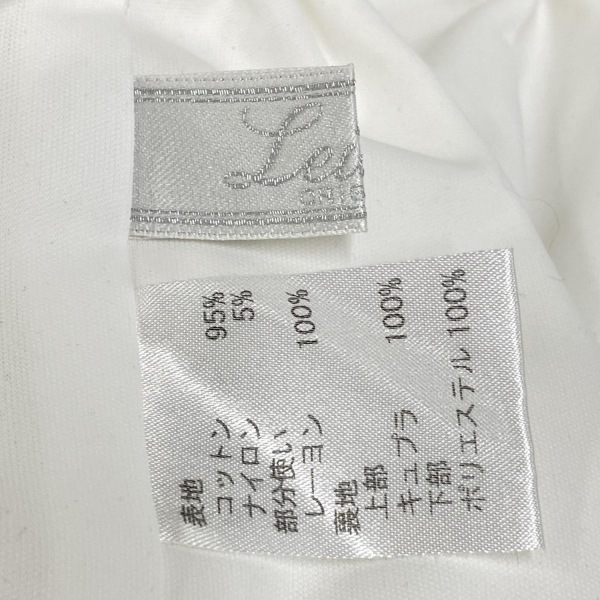 Le
ORIG
表地
コットン 95%
ナイロン 5%
部分使い
レーヨン 100%
裏地
上部
キュプラ 100%
下部
ポリエステル 100%